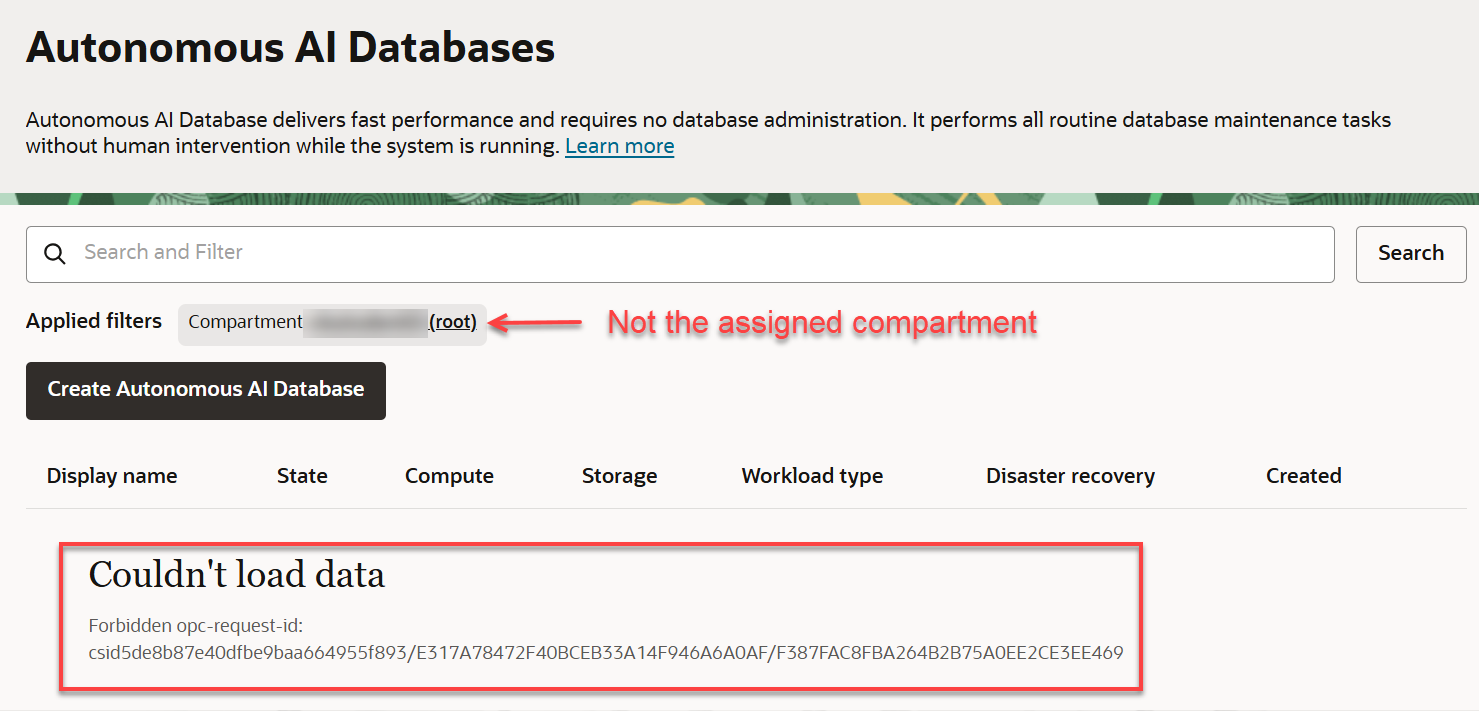 Autonomous AI Databases
Autonomous AI Database delivers fast performance and requires no database administration. It performs all routine database maintenance tasks
without human intervention while the system is running. Learn more
Search and Filter
Search
Applied filters
Compartment (root)
Not the assigned compartment
Create Autonomous AI Database
Display name State Compute Storage Workload type Disaster recovery Created
Couldn't load data
Forbidden opc-request-id:
csid5de8b87e40dfbe9baa664955f893/E317A78472F40BCEB33A14F946A6A0AF/F387FAC8FBA264B2B75A0EE2CE3EE469